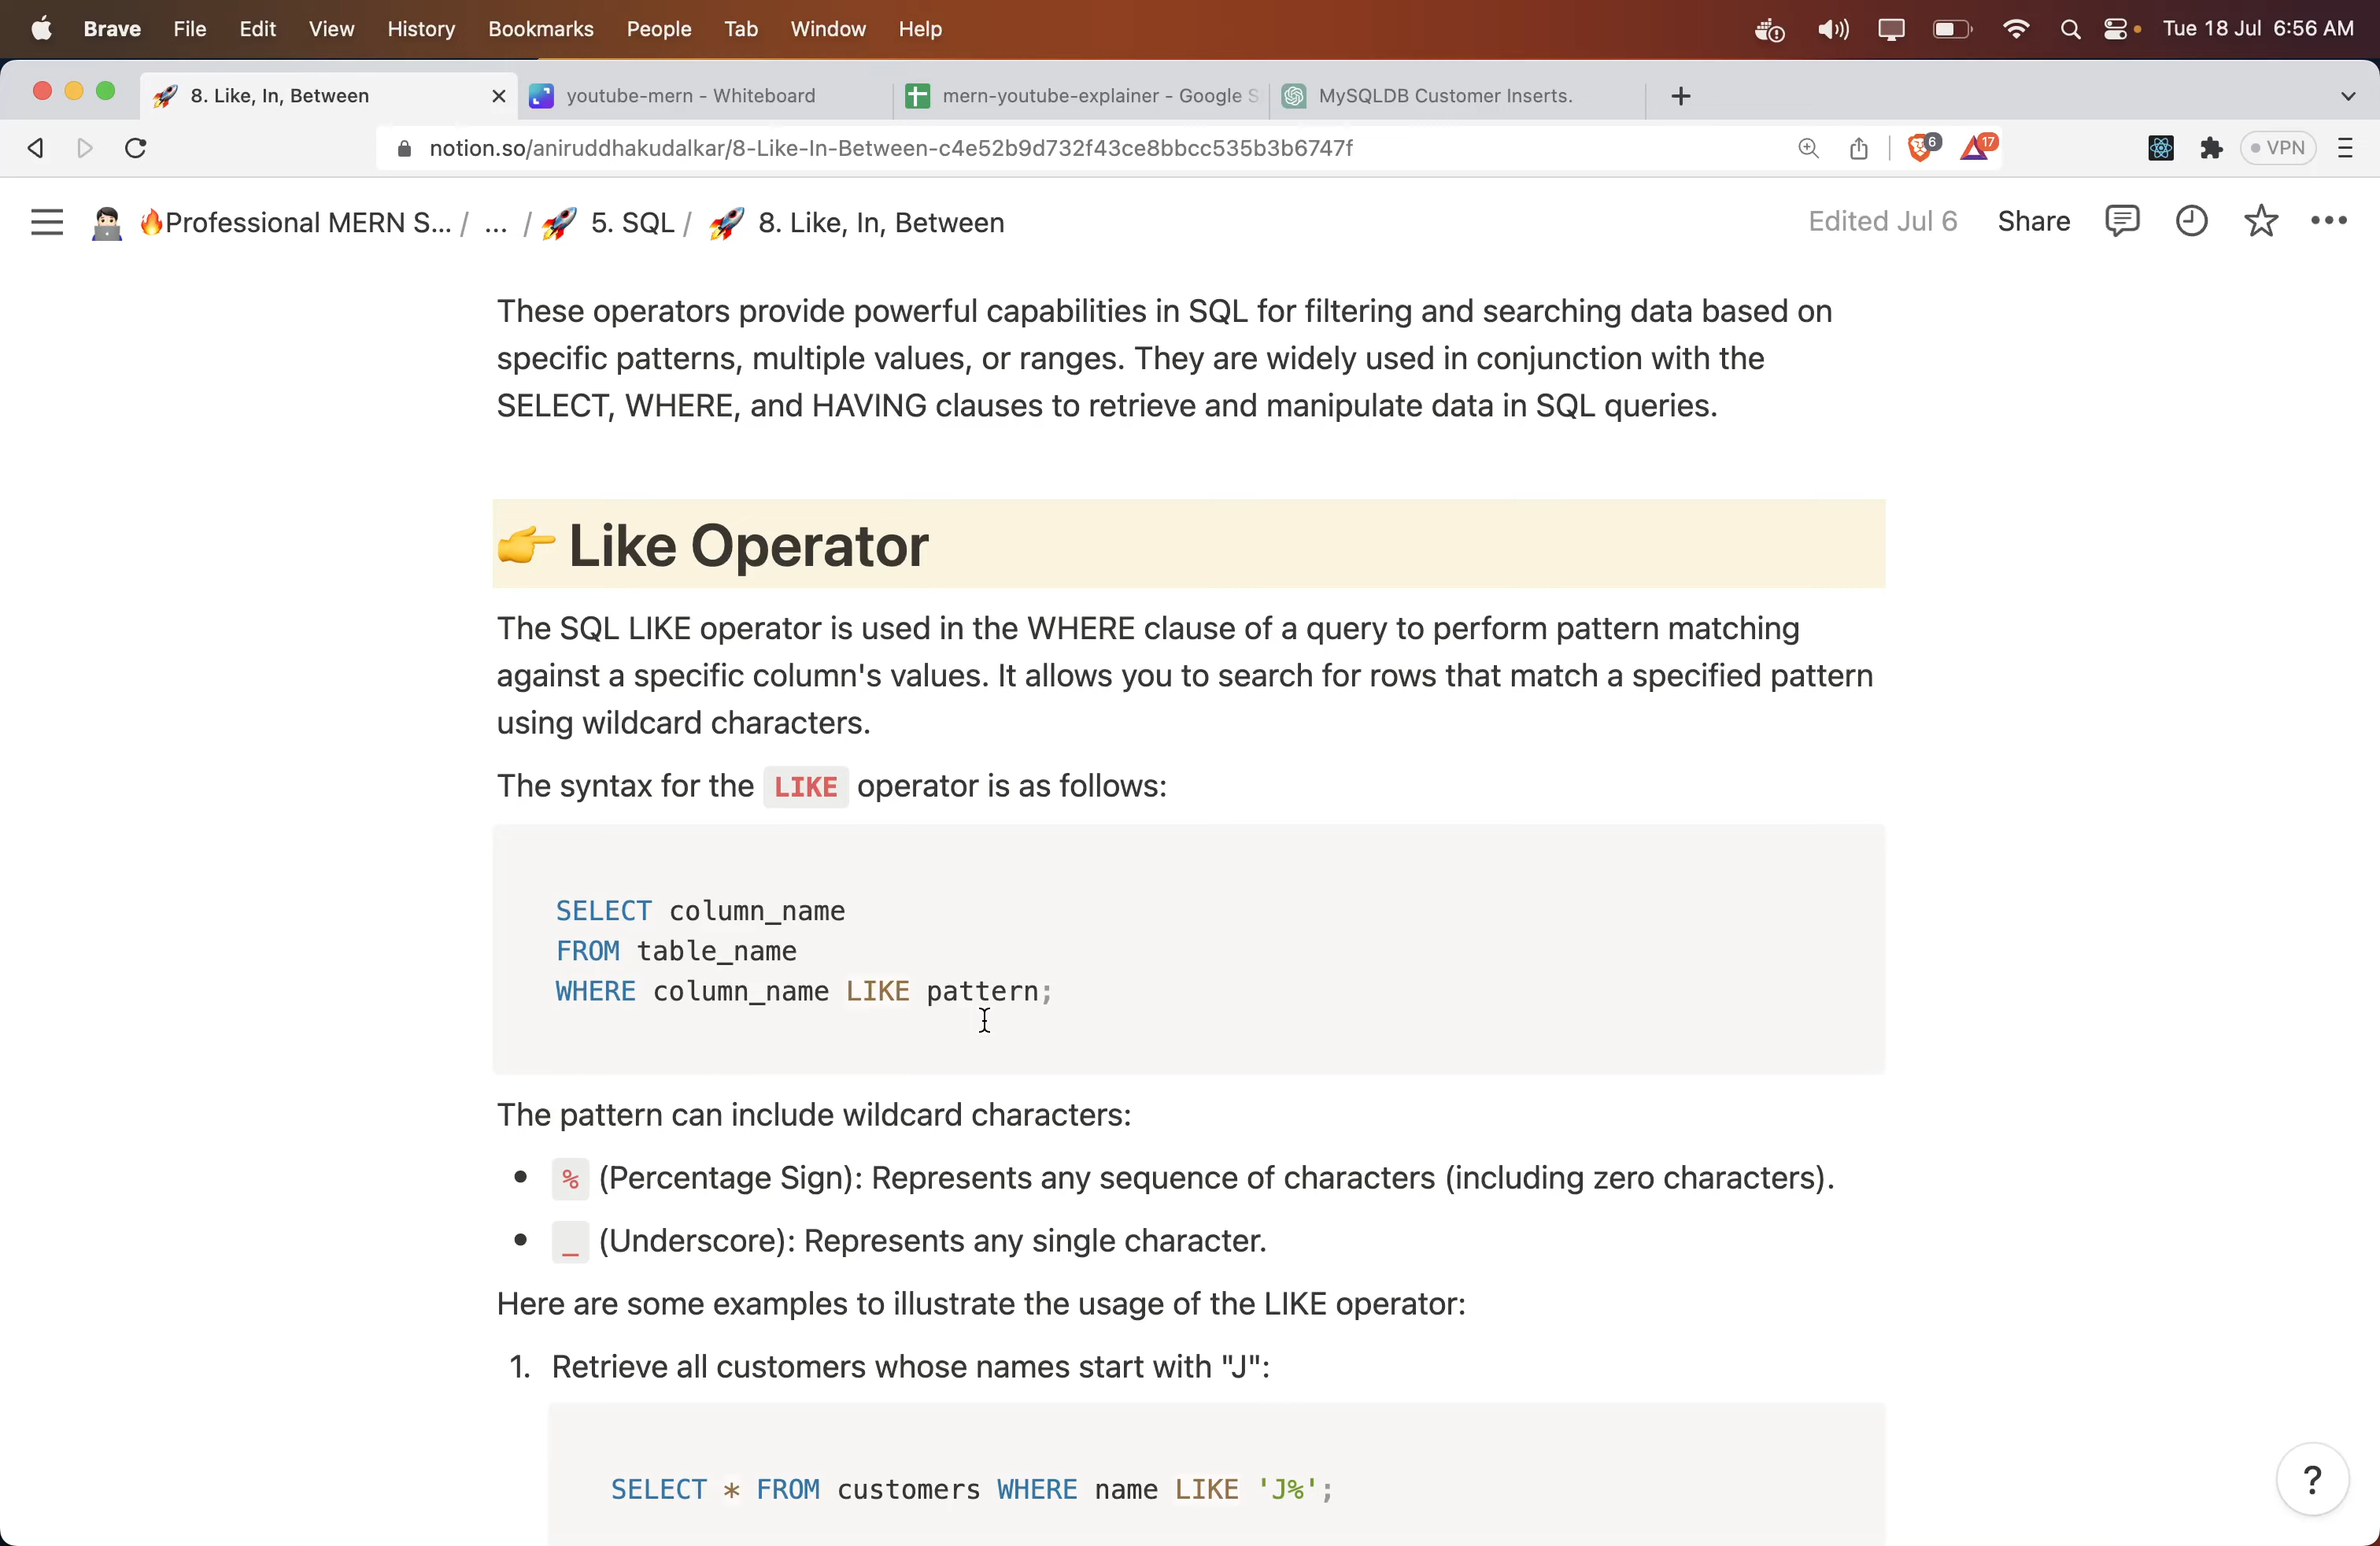 Brave File Edit View History Bookmarks People Tab Window Help Tue 18 Jul 6:56 AM
8. Like, In, Between youtube-mern - Whiteboard mern-youtube-explainer - Google S MySQLDB Customer Inserts.
notion.so/aniruddhakudalkar/8-Like-In-Between-c4e52b9d732f43ce8bbcc535b3b6747f 6 17 VPN
🔥Professional MERN S... / ... / 🚀 5. SQL / 🚀 8. Like, In, Between Edited Jul 6 Share
These operators provide powerful capabilities in SQL for filtering and searching data based on
specific patterns, multiple values, or ranges. They are widely used in conjunction with the
SELECT, WHERE, and HAVING clauses to retrieve and manipulate data in SQL queries.
👉 Like Operator
The SQL LIKE operator is used in the WHERE clause of a query to perform pattern matching
against a specific column's values. It allows you to search for rows that match a specified pattern
using wildcard characters.
The syntax for the LIKE operator is as follows:
SELECT column_name
FROM table_name
WHERE column_name LIKE pattern;
The pattern can include wildcard characters:
• % (Percentage Sign): Represents any sequence of characters (including zero characters).
• _ (Underscore): Represents any single character.
Here are some examples to illustrate the usage of the LIKE operator:
1. Retrieve all customers whose names start with "J":
SELECT * FROM customers WHERE name LIKE 'J%';
?